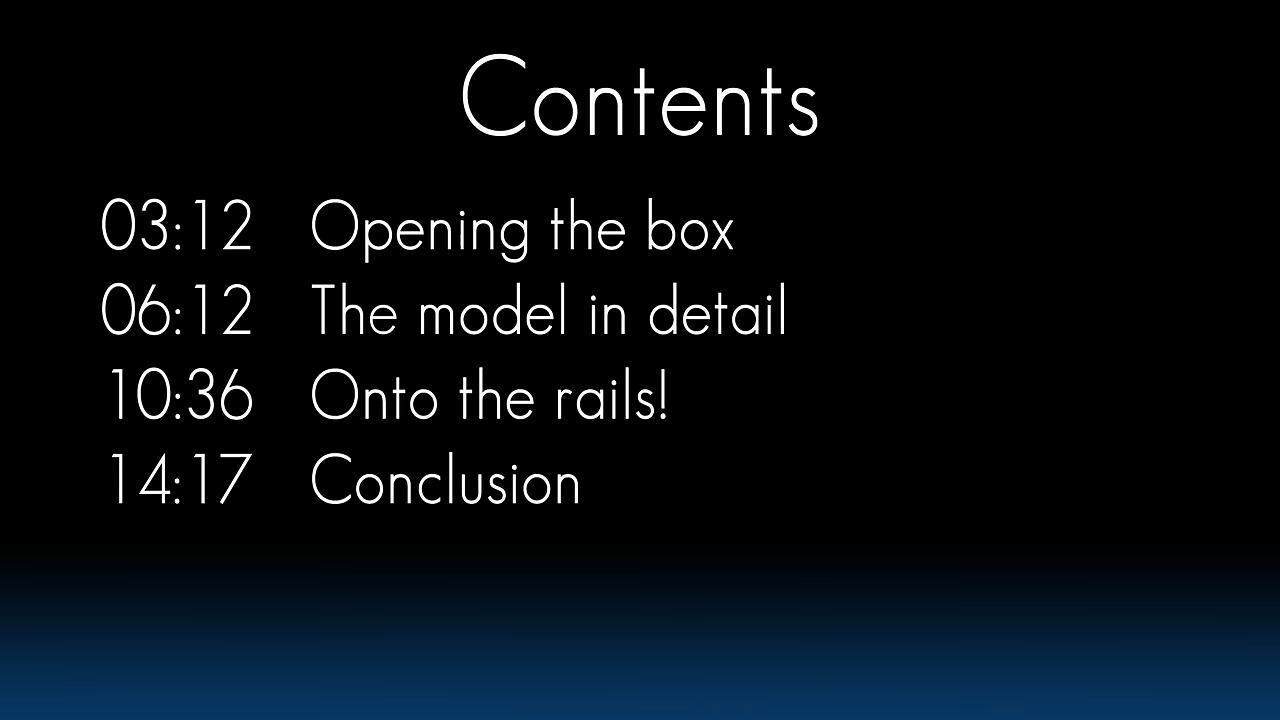 Contents
03:12 Opening the box
06:12 The model in detail
10:36 Onto the rails!
14:17 Conclusion